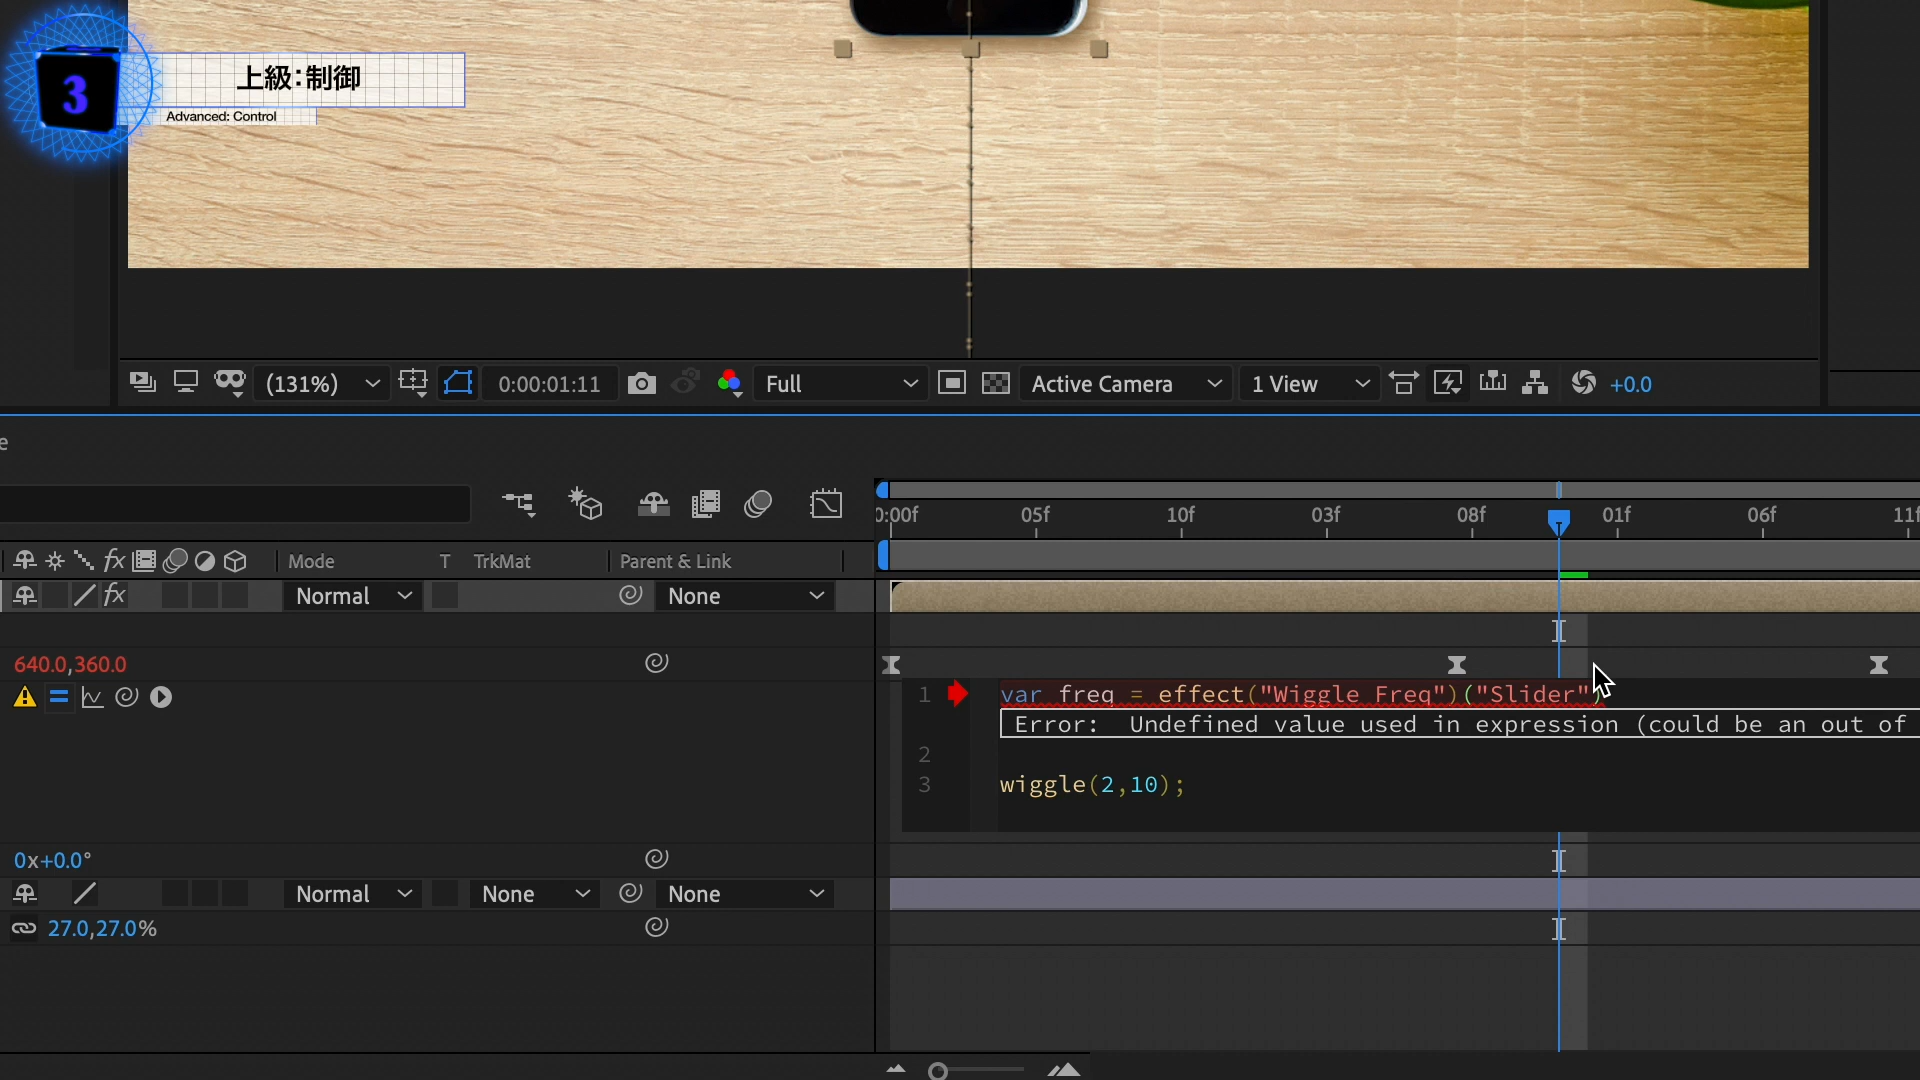 3
上級:制御
Advanced: Control
(131%)
0:00:01:11
Full
Active Camera
1 View
+0.0
e
0:00f
05f
10f
03f
08f
01f
06f
11f
fx
Mode
T
TrkMat
Parent & Link
fx
Normal
None
640.0,360.0
1
var freq = effect("Wiggle Freq")("Slider")
Error: Undefined value used in expression (could be an out of
2
3
wiggle(2,10);
0x+0.0°
Normal
None
None
27.0,27.0%